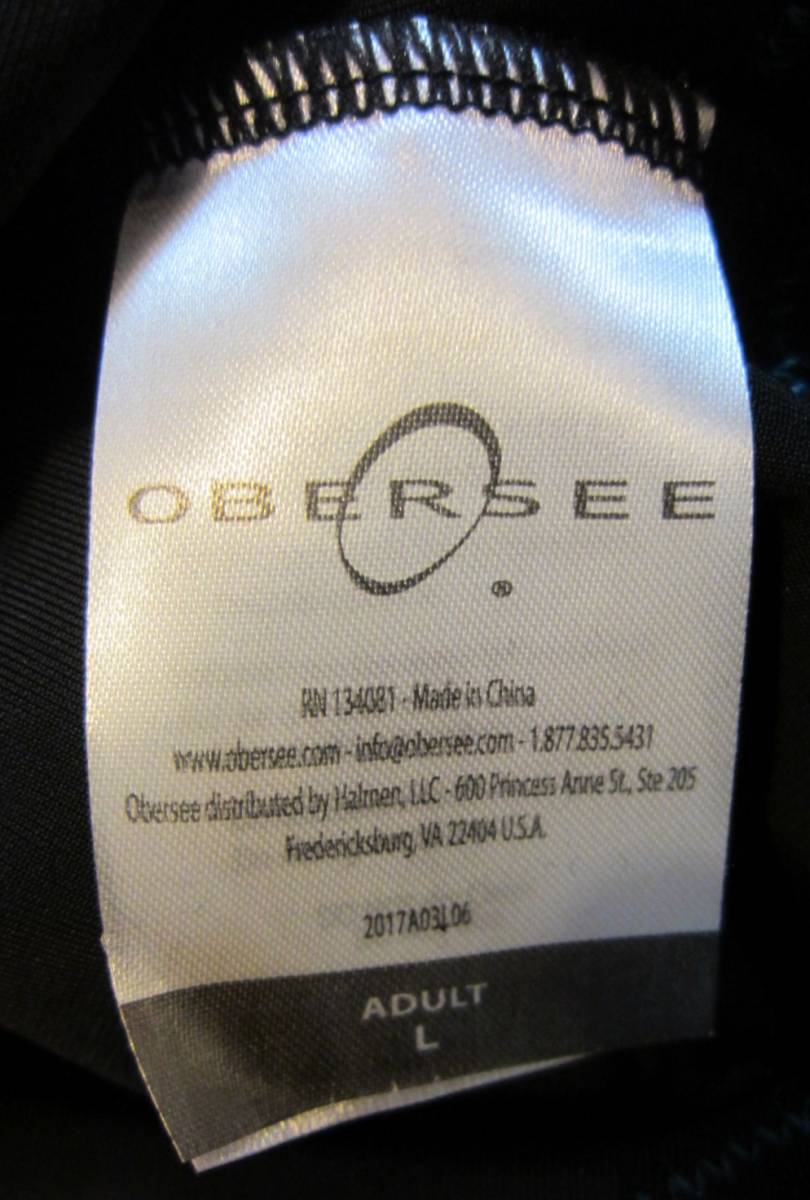 OBERSEE
®
RN 134081 - Made in China
www.obersee.com - info@obersee.com - 1.877.835.5431
Obersee distributed by Halmen, LLC - 600 Princess Anne St., Ste 205
Fredericksburg, VA 22404 U.S.A.
2017A03L06
ADULT
L